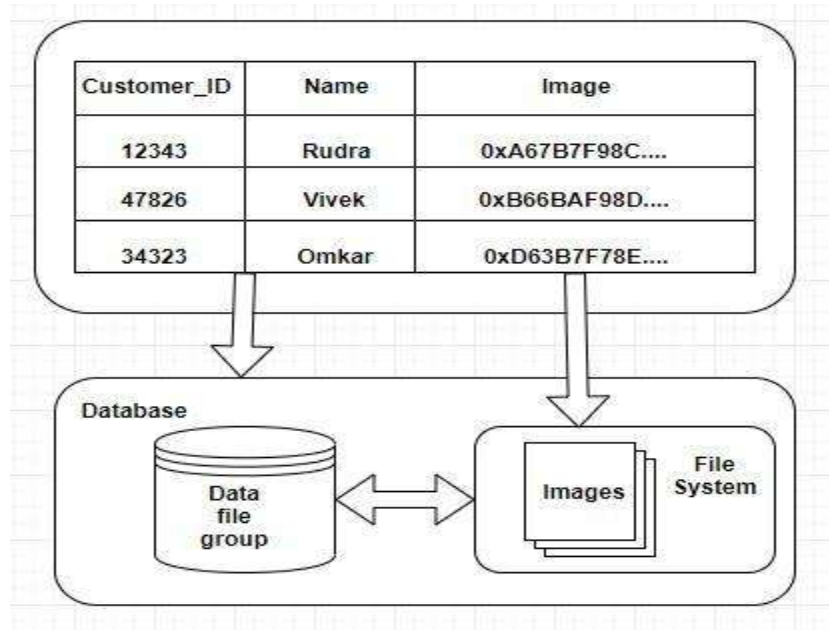 Customer_ID Name Image
12343 Rudra 0xA67B7F98C....
47826 Vivek 0xB66BAF98D....
34323 Omkar 0xD63B7F78E....
Database
Data
file
group
Images
File
System